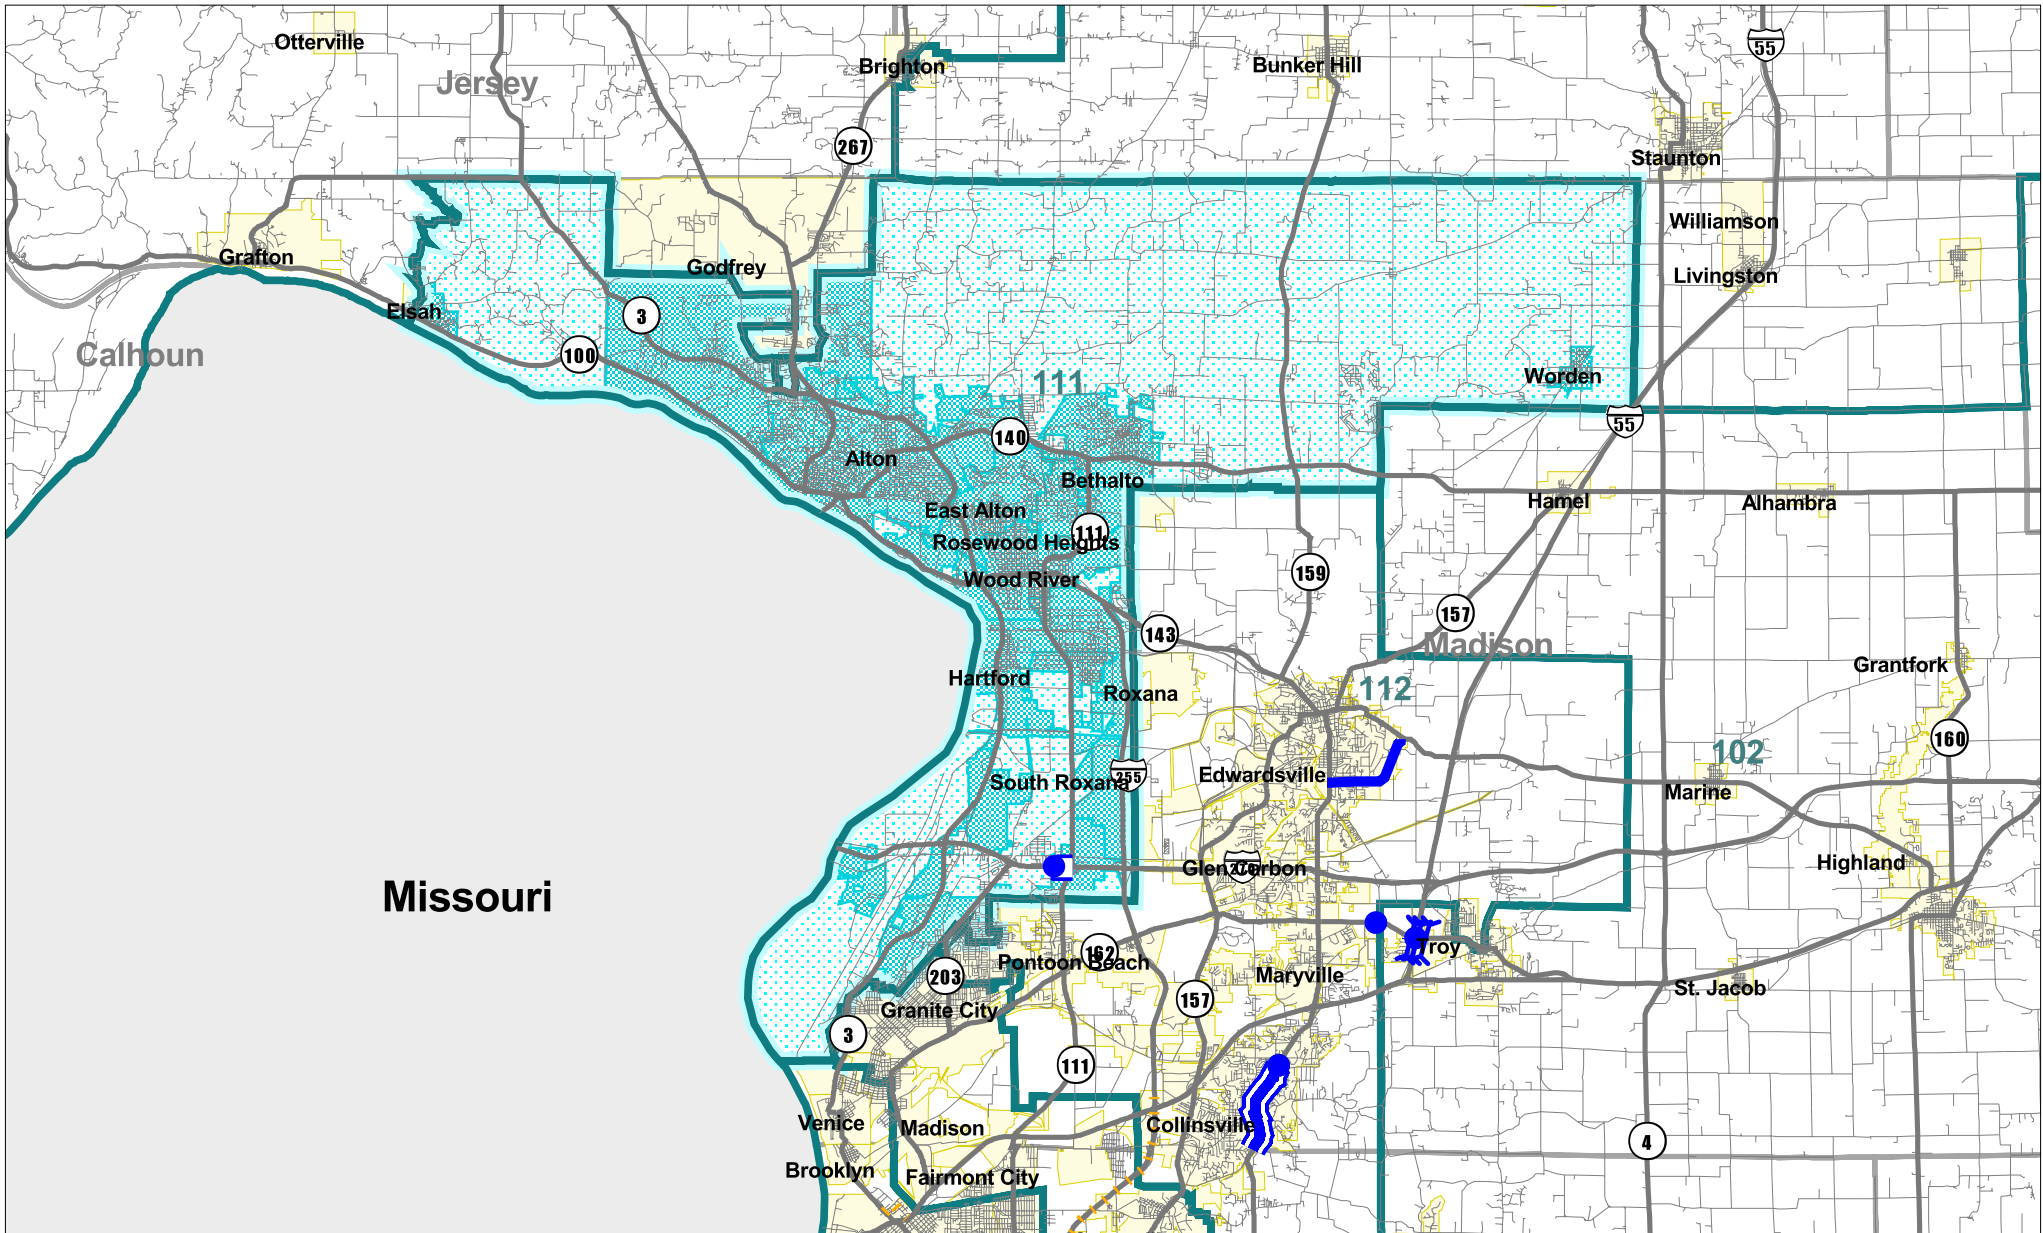 Otterville
Jersey
Brighton
Bunker Hill
55
267
Staunton
Williamson
Grafton
Godfrey
Livingston
Elsah
3
Calhoun
100
111
Worden
55
140
Alton
Bethalto
Hamel
Alhambra
East Alton
111
Rosewood Heights
Wood River
159
157
143
Madison
Grantfork
Hartford
Roxana
112
160
102
255
Edwardsville
South Roxana
Marine
Glen Carbon
270
Highland
Missouri
162
Troy
Pontoon Beach
203
Maryville
St. Jacob
157
Granite City
3
111
Venice
Madison
Collinsville
4
Brooklyn
Fairmont City